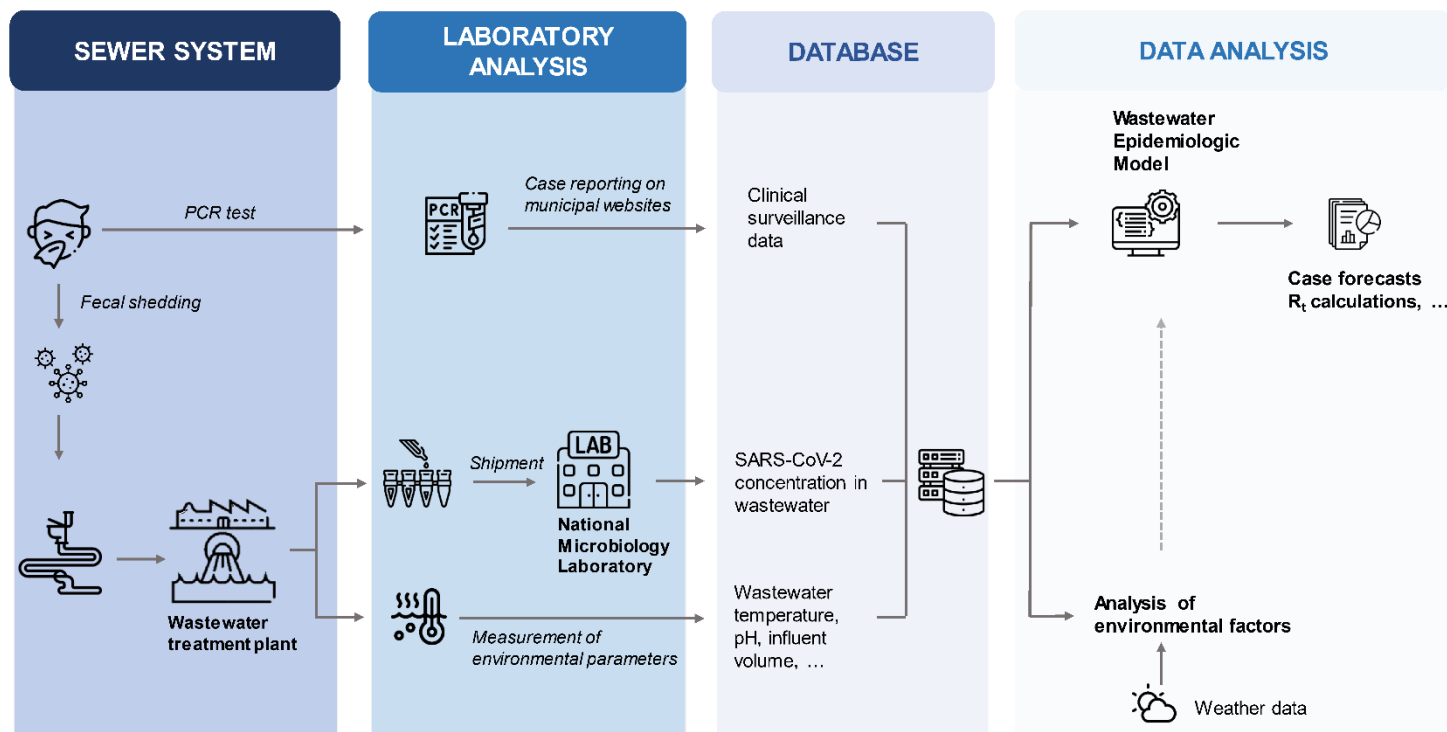 SEWER SYSTEM
LABORATORY
ANALYSIS
DATABASE
DATA ANALYSIS
PCR test
Fecal shedding
Wastewater
treatment plant
PCR
Case reporting on
municipal websites
Shipment
LAB
National
Microbiology
Laboratory
Measurement of
environmental parameters
Clinical
surveillance
data
SARS-CoV-2
concentration in
wastewater
Wastewater
temperature,
pH, influent
volume, …
Wastewater
Epidemiologic
Model
{=}
Case forecasts
Rt calculations, …
Analysis of
environmental factors
Weather data